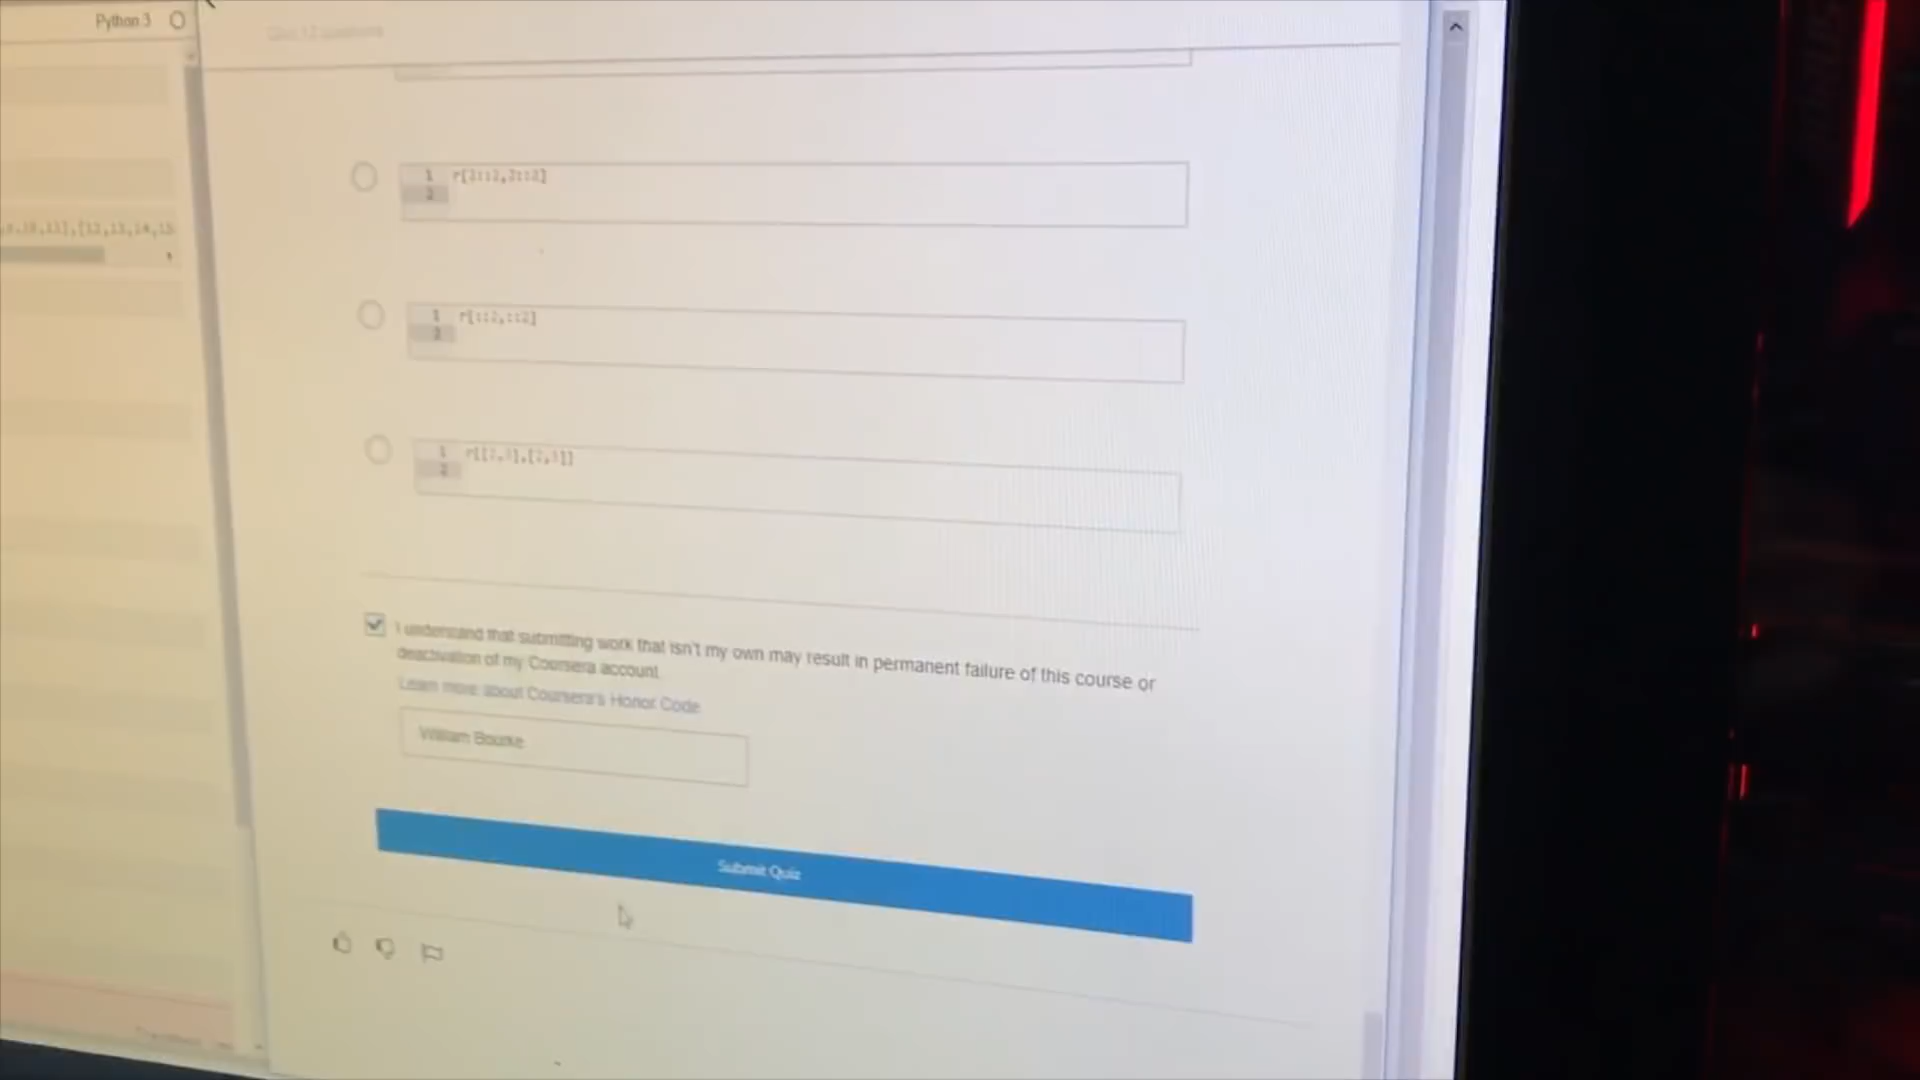 Python 3
1 r[2::2,2::2]
2
1 r[::2,::2]
2
1 r[[2,3],[2,3]]
2
I understand that submitting work that isn't my own may result in permanent failure of this course or
deactivation of my Coursera account
Learn more about Coursera's Honor Code
William Bourke
Submit Quiz